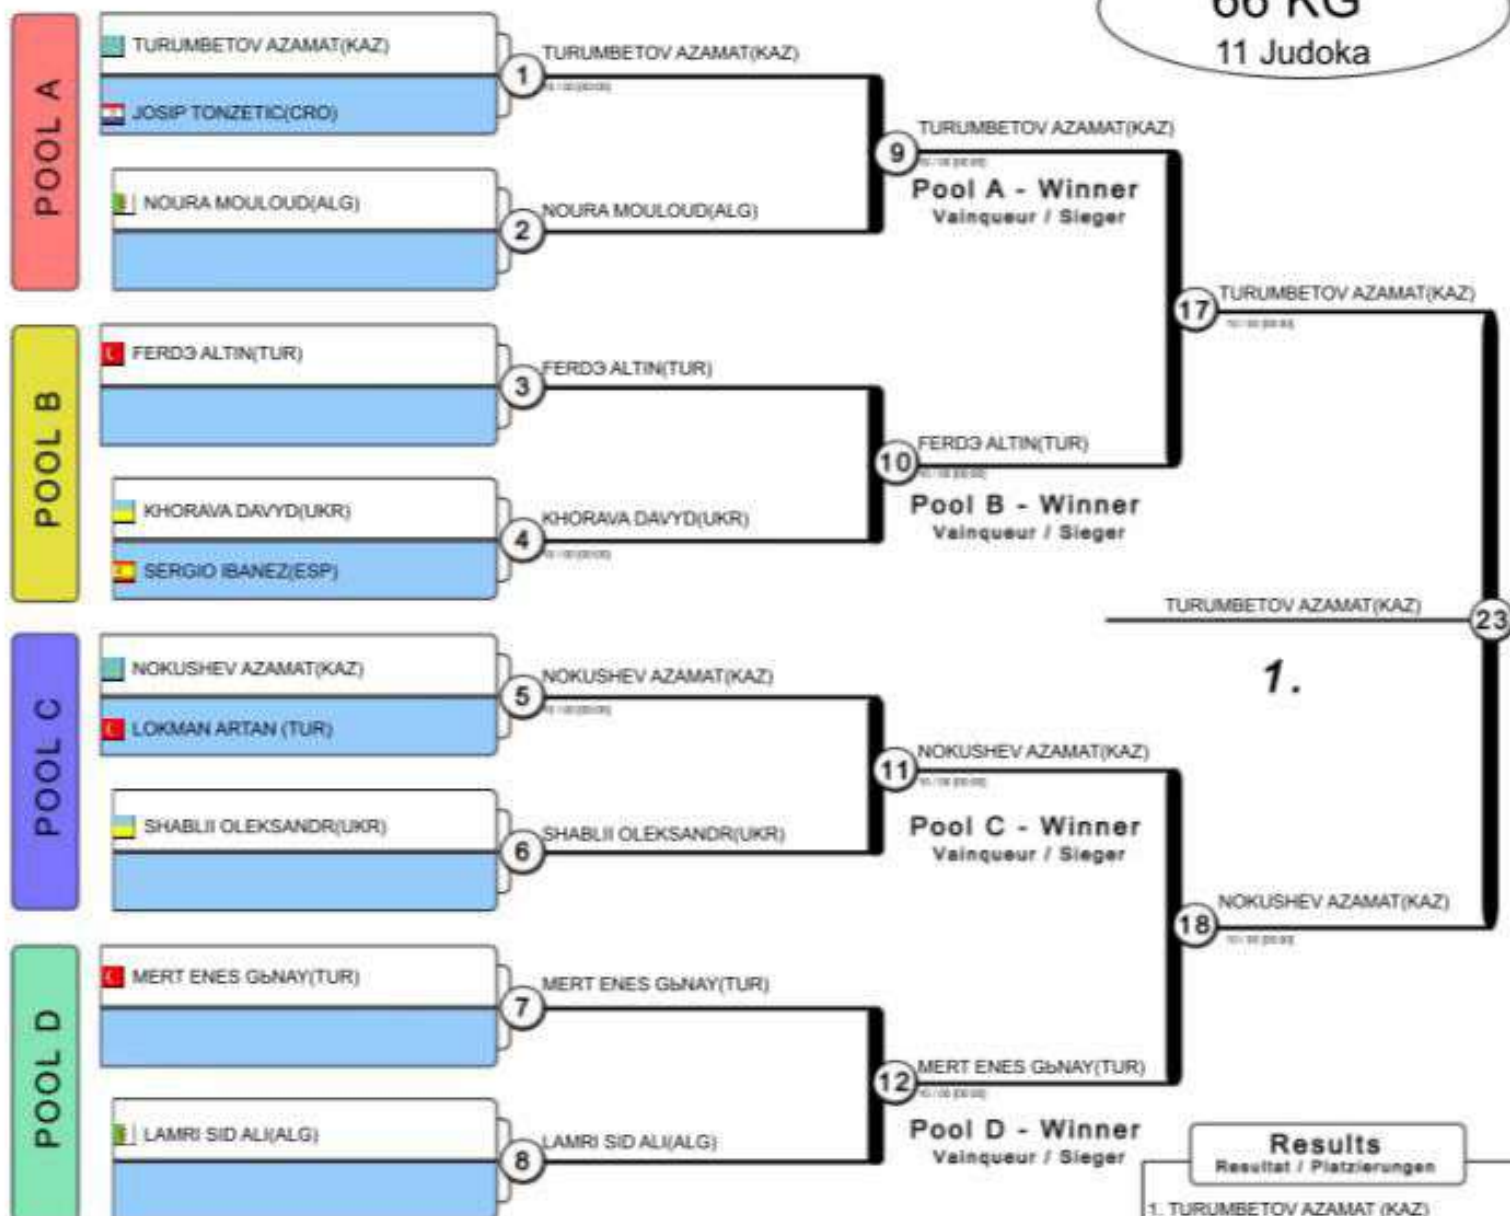 66 KG
11 Judoka
POOL A
TURUMBETOV AZAMAT(KAZ)
JOSIP TONZETIC(CRO)
1
TURUMBETOV AZAMAT(KAZ)
NOURA MOULOUD(ALG)
2
NOURA MOULOUD(ALG)
9
TURUMBETOV AZAMAT(KAZ)
Pool A - Winner
Vainqueur / Sieger
POOL B
FERDЭ ALTIN(TUR)
3
FERDЭ ALTIN(TUR)
KHORAVA DAVYD(UKR)
SERGIO IBANEZ(ESP)
4
KHORAVA DAVYD(UKR)
10
FERDЭ ALTIN(TUR)
Pool B - Winner
Vainqueur / Sieger
17
TURUMBETOV AZAMAT(KAZ)
TURUMBETOV AZAMAT(KAZ)
23
1.
POOL C
NOKUSHEV AZAMAT(KAZ)
LOKMAN ARTAN (TUR)
5
NOKUSHEV AZAMAT(KAZ)
SHABLII OLEKSANDR(UKR)
6
SHABLII OLEKSANDR(UKR)
11
NOKUSHEV AZAMAT(KAZ)
Pool C - Winner
Vainqueur / Sieger
18
NOKUSHEV AZAMAT(KAZ)
POOL D
MERT ENES GЬNAY(TUR)
7
MERT ENES GЬNAY(TUR)
LAMRI SID ALI(ALG)
8
LAMRI SID ALI(ALG)
12
MERT ENES GЬNAY(TUR)
Pool D - Winner
Vainqueur / Sieger
Results
Resultat / Platzierungen
1. TURUMBETOV AZAMAT (KAZ)